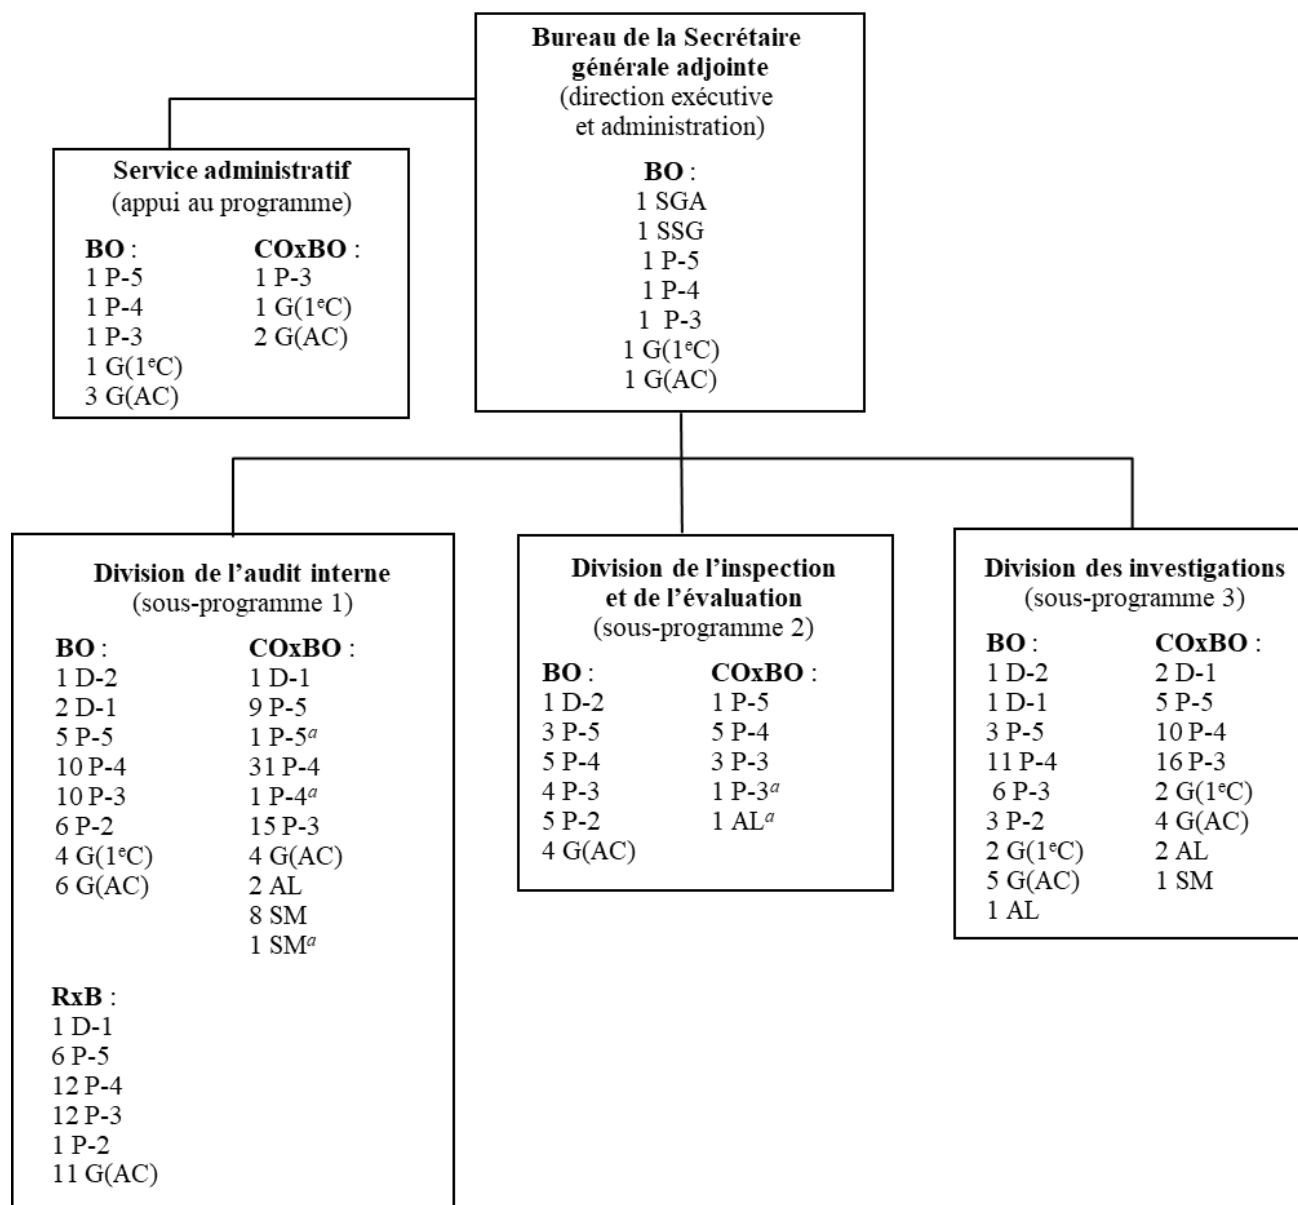 Bureau de la Secrétaire
générale adjointe
(direction exécutive
et administration)
BO :
1 SGA
1 SSG
1 P-5
1 P-4
1 P-3
1 G(1ᵉC)
1 G(AC)
Service administratif
(appui au programme)
BO :
1 P-5
1 P-4
1 P-3
1 G(1ᵉC)
3 G(AC)
COxBO :
1 P-3
1 G(1ᵉC)
2 G(AC)
Division de l’audit interne
(sous-programme 1)
BO :
1 D-2
2 D-1
5 P-5
10 P-4
10 P-3
6 P-2
4 G(1ᵉC)
6 G(AC)
COxBO :
1 D-1
9 P-5
1 P-5ᵃ
31 P-4
1 P-4ᵃ
15 P-3
4 G(AC)
2 AL
8 SM
1 SMᵃ
RxB :
1 D-1
6 P-5
12 P-4
12 P-3
1 P-2
11 G(AC)
Division de l’inspection
et de l’évaluation
(sous-programme 2)
BO :
1 D-2
3 P-5
5 P-4
4 P-3
5 P-2
4 G(AC)
COxBO :
1 P-5
5 P-4
3 P-3
1 P-3ᵃ
1 ALᵃ
Division des investigations
(sous-programme 3)
BO :
1 D-2
1 D-1
3 P-5
11 P-4
6 P-3
3 P-2
2 G(1ᵉC)
5 G(AC)
1 AL
COxBO :
2 D-1
5 P-5
10 P-4
16 P-3
2 G(1ᵉC)
4 G(AC)
2 AL
1 SM